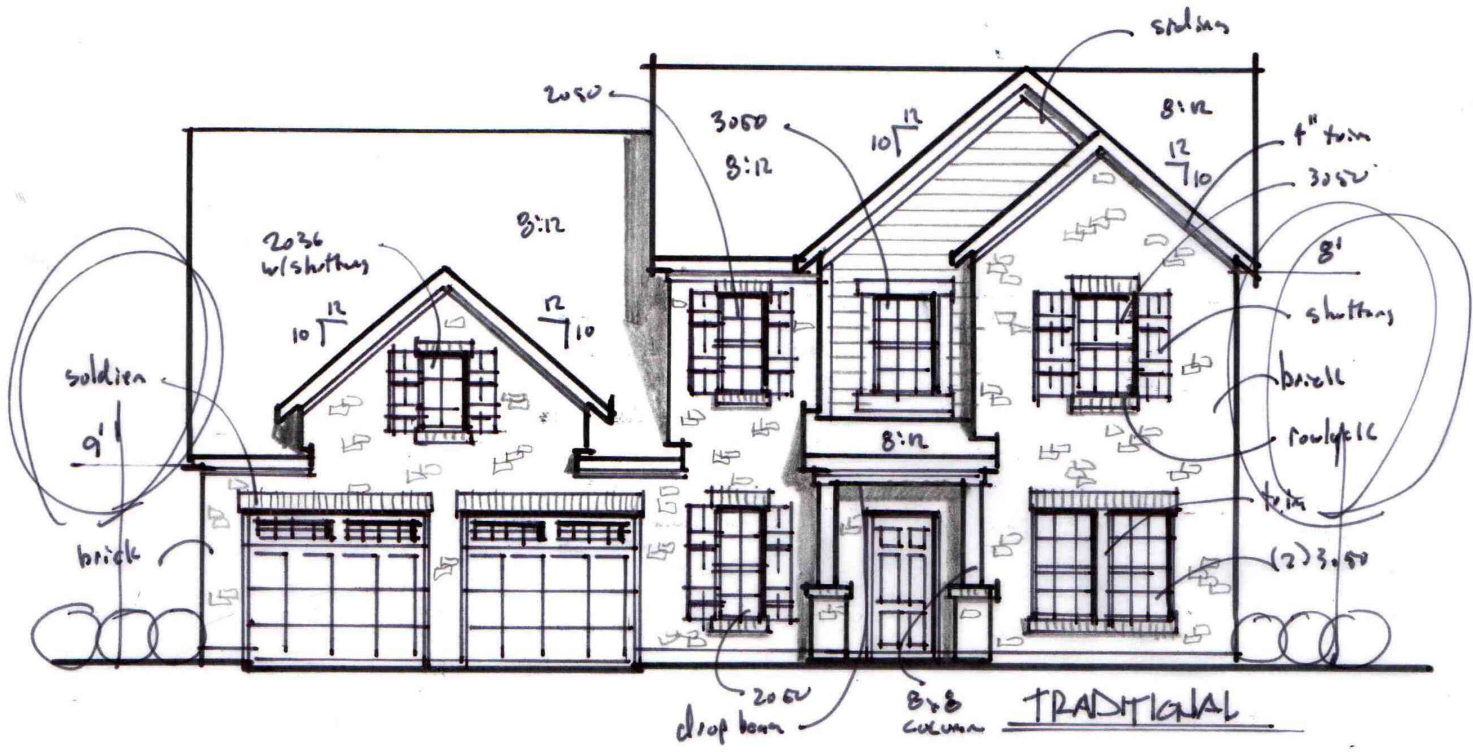 siding
2050
3050
8:12
12
10
8:12
12
10
4" trim
3050
8'
2036
w/shutters
8:12
12
10
12
10
shutters
soldier
9'
brick
rowlock
8:12
trim
brick
(2) 3050
2050
drop beam
8x8
column
TRADITIONAL